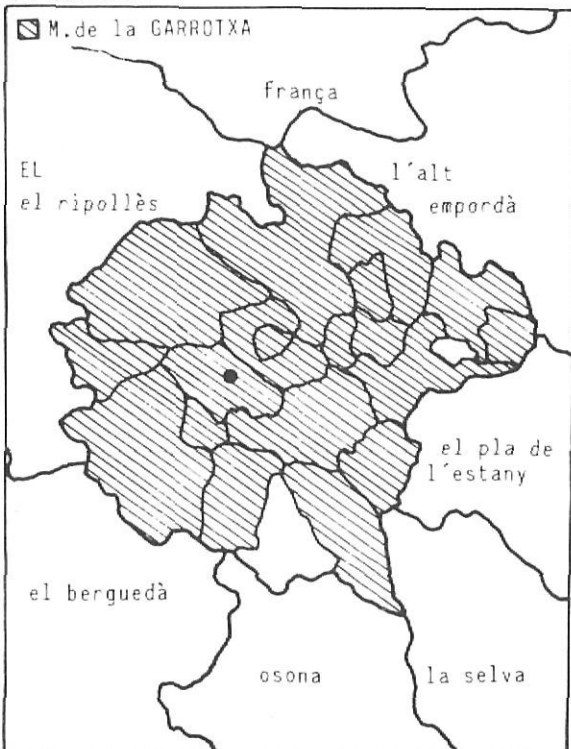 M.de la GARROTXA
França
EL
el ripollès
l´alt
empordà
el pla de
l´estany
el berguedà
osona
la selva